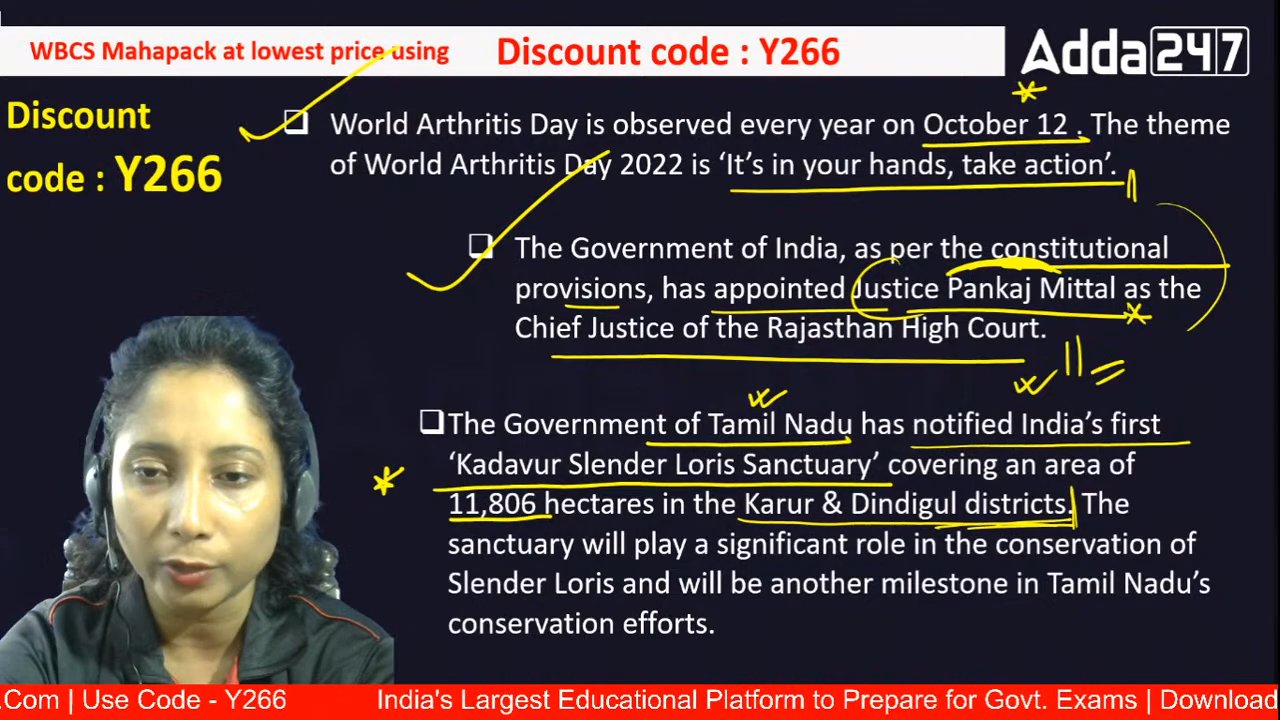 WBCS Mahapack at lowest price using
Discount code : Y266
Adda247
Discount
code : Y266
World Arthritis Day is observed every year on October 12 . The theme
of World Arthritis Day 2022 is ‘It’s in your hands, take action’.
The Government of India, as per the constitutional
provisions, has appointed Justice Pankaj Mittal as the
Chief Justice of the Rajasthan High Court.
The Government of Tamil Nadu has notified India’s first
‘Kadavur Slender Loris Sanctuary’ covering an area of
11,806 hectares in the Karur & Dindigul districts. The
sanctuary will play a significant role in the conservation of
Slender Loris and will be another milestone in Tamil Nadu’s
conservation efforts.
.Com | Use Code - Y266 India's Largest Educational Platform to Prepare for Govt. Exams | Download